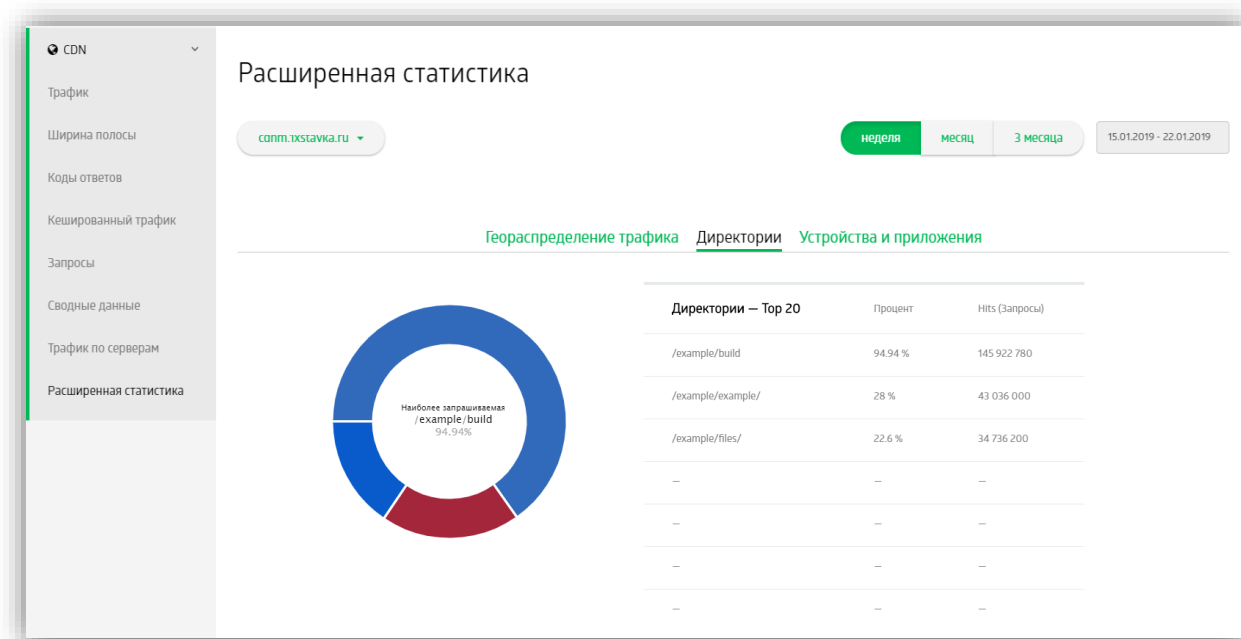 CDN
Трафик
Ширина полосы
Коды ответов
Кешированный трафик
Запросы
Сводные данные
Трафик по серверам
Расширенная статистика
Расширенная статистика
cdnm.1xstavka.ru
неделя месяц 3 месяца 15.01.2019 - 22.01.2019
Геораспределение трафика Директории Устройства и приложения
Наиболее запрашиваемая
/example/build
94.94%
Директории — Top 20 Процент Hits (Запросы)
/example/build 94.94 % 145 922 780
/example/example/ 28 % 43 036 000
/example/files/ 22.6 % 34 736 200
— — —
— — —
— — —
— — —